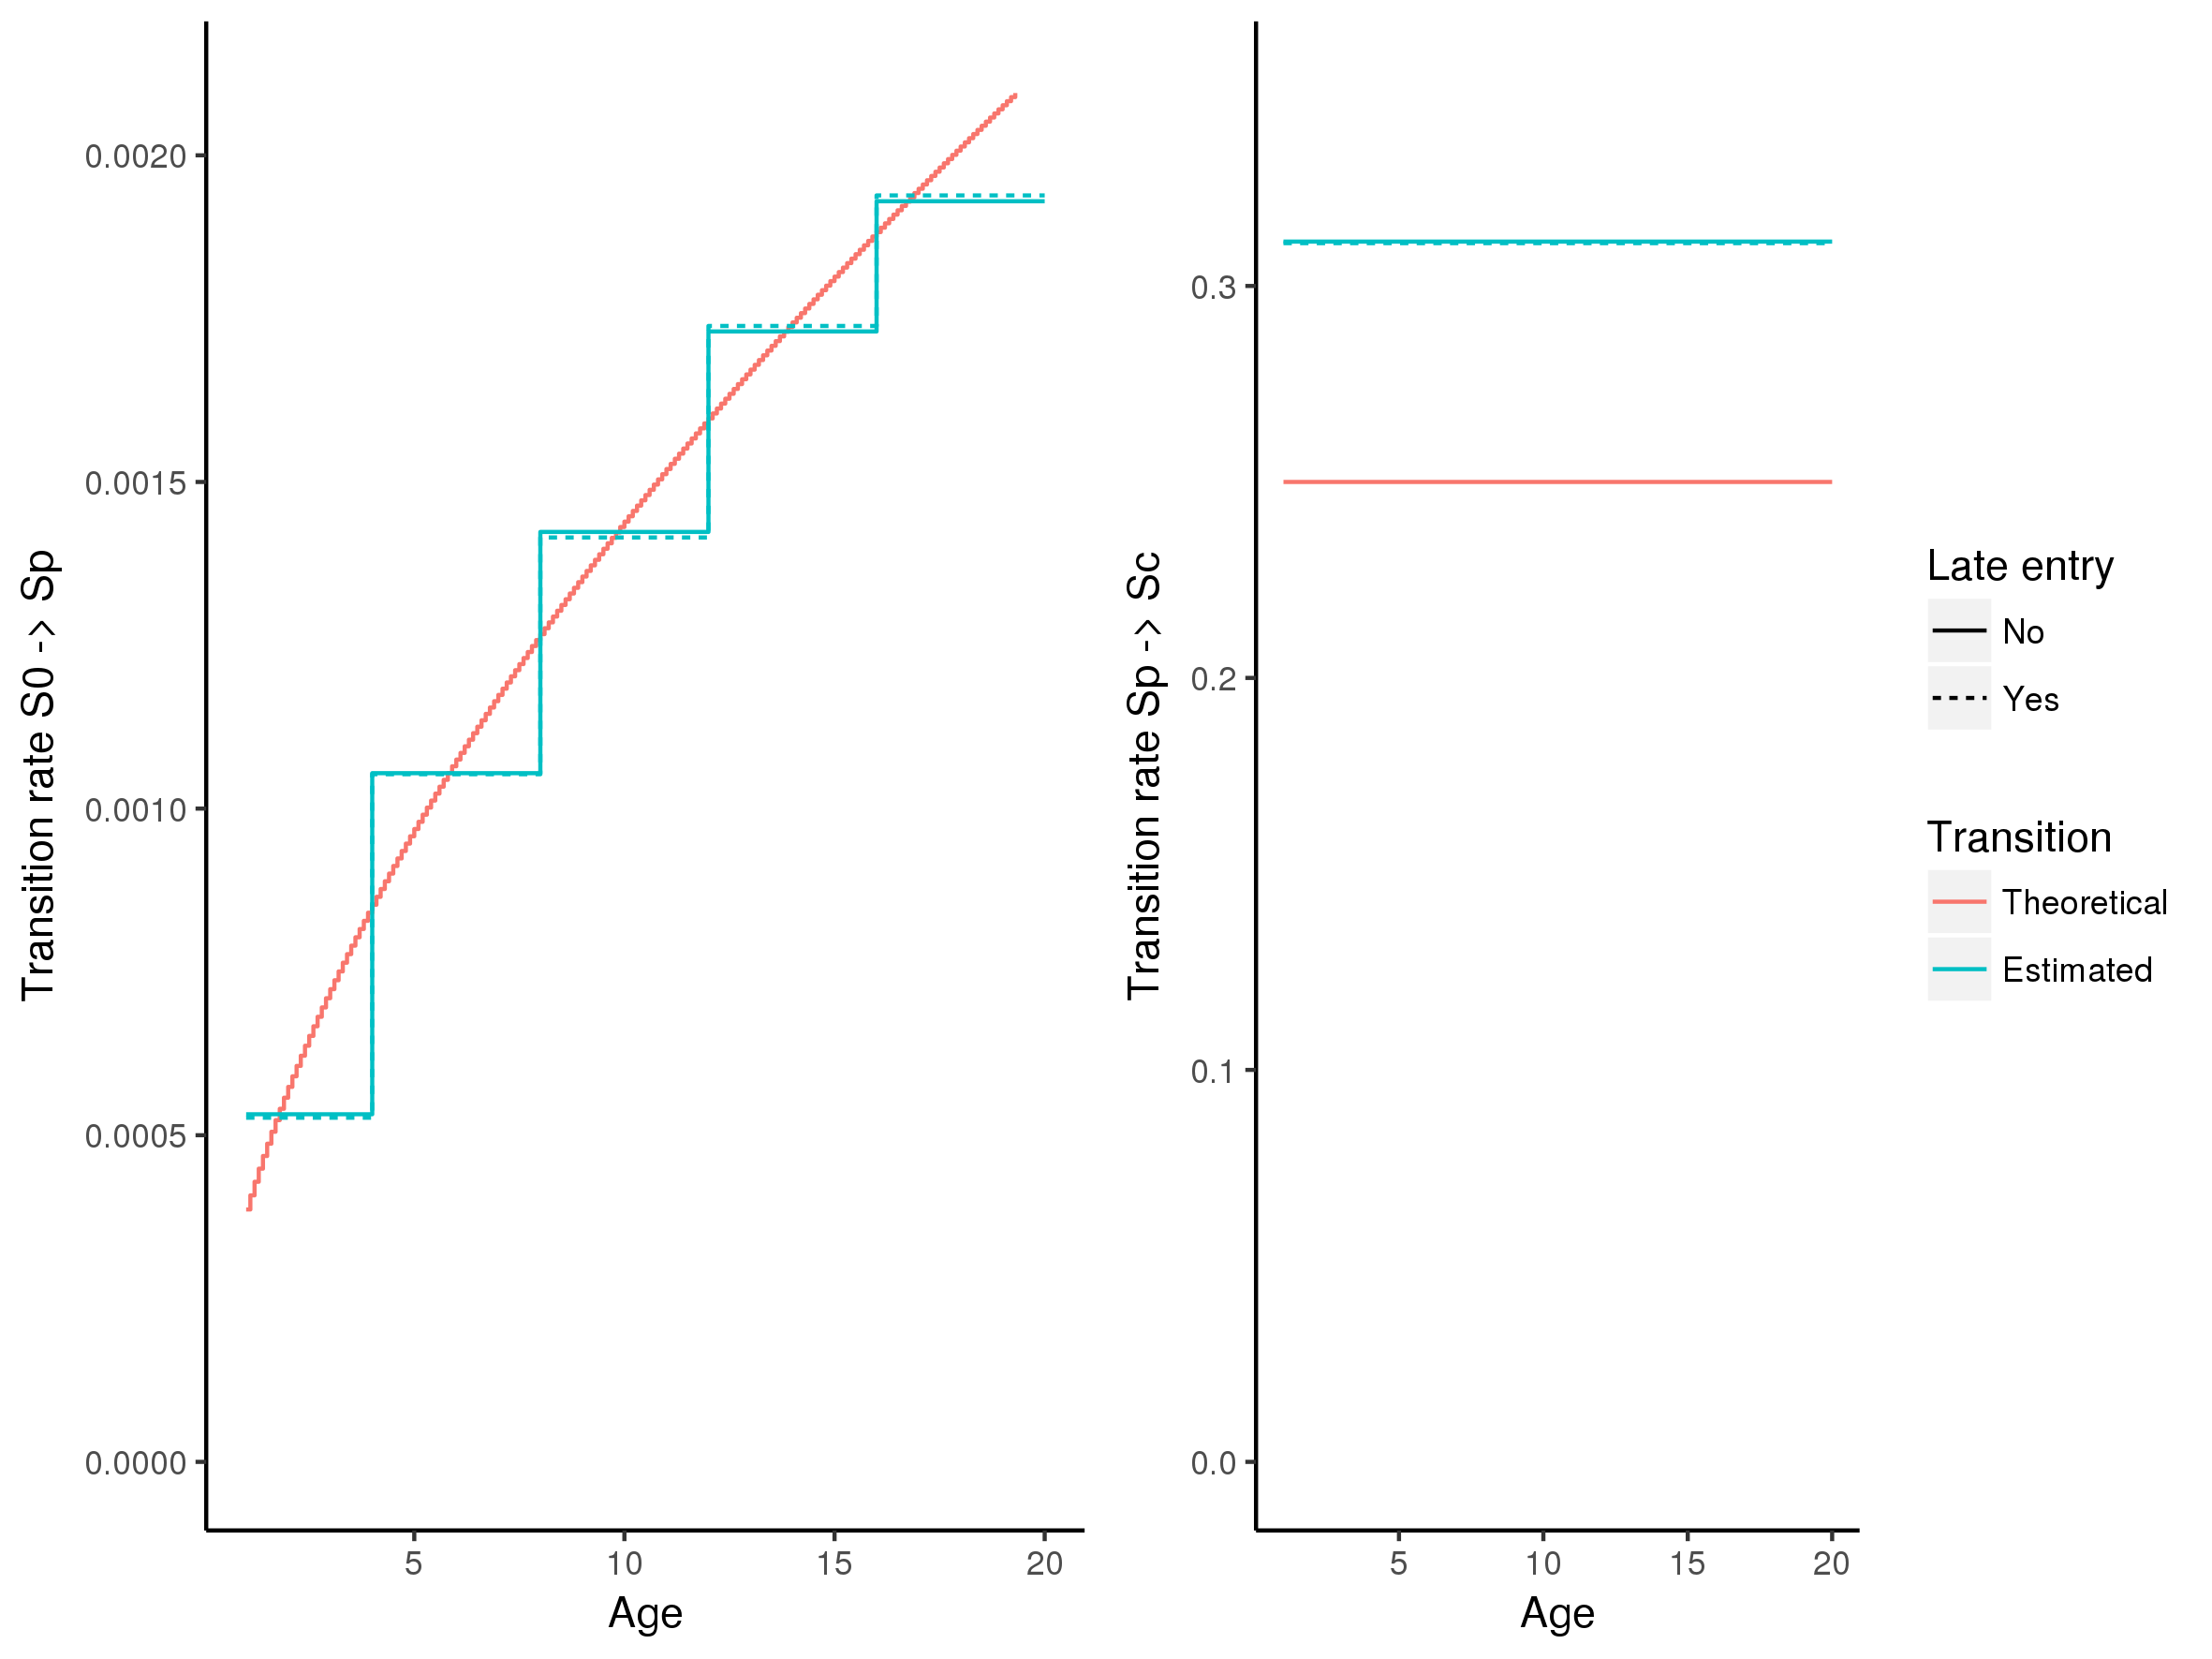 Transition rate S0 -> Sp
0.0020
0.0015
0.0010
0.0005
0.0000
5 10 15 20
Age
Transition rate Sp -> Sc
0.3
0.2
0.1
0.0
5 10 15 20
Age
Late entry
No
Yes
Transition
Theoretical
Estimated